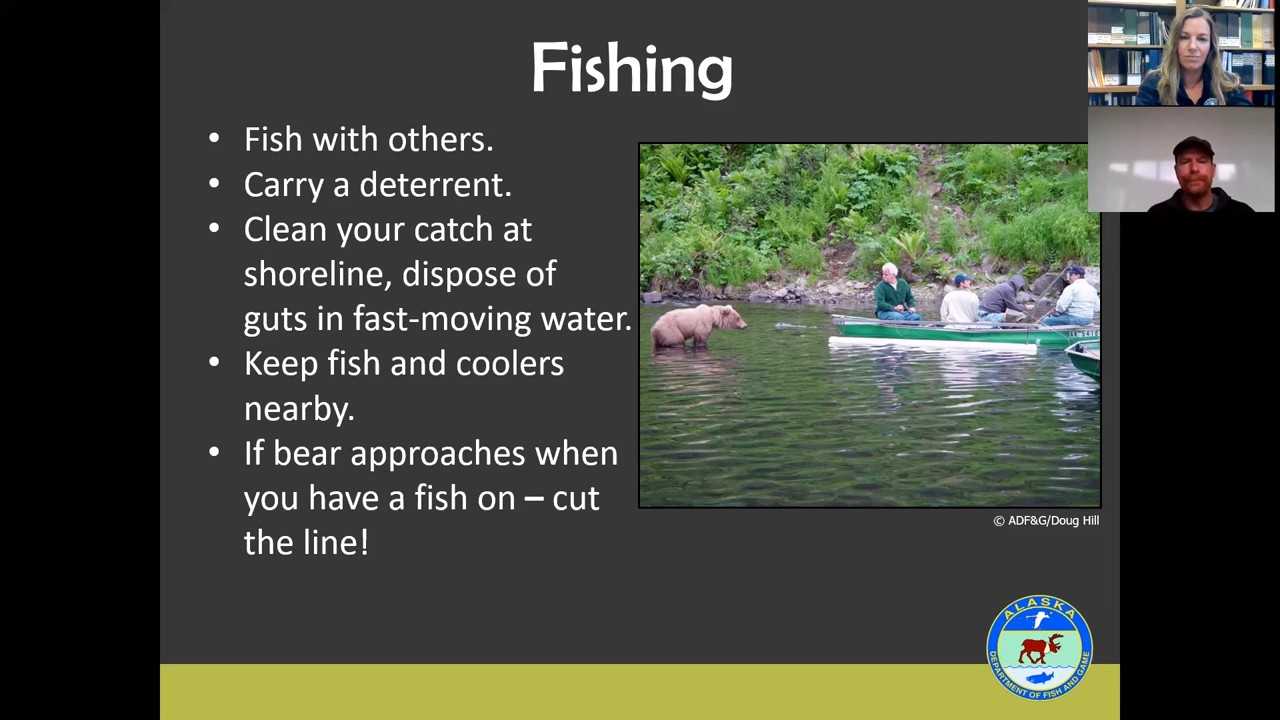 Fishing
• Fish with others.
• Carry a deterrent.
• Clean your catch at
shoreline, dispose of
guts in fast-moving water.
• Keep fish and coolers
nearby.
• If bear approaches when
you have a fish on – cut
the line!
© ADF&G/Doug Hill
ALASKA
DEPARTMENT OF FISH AND GAME